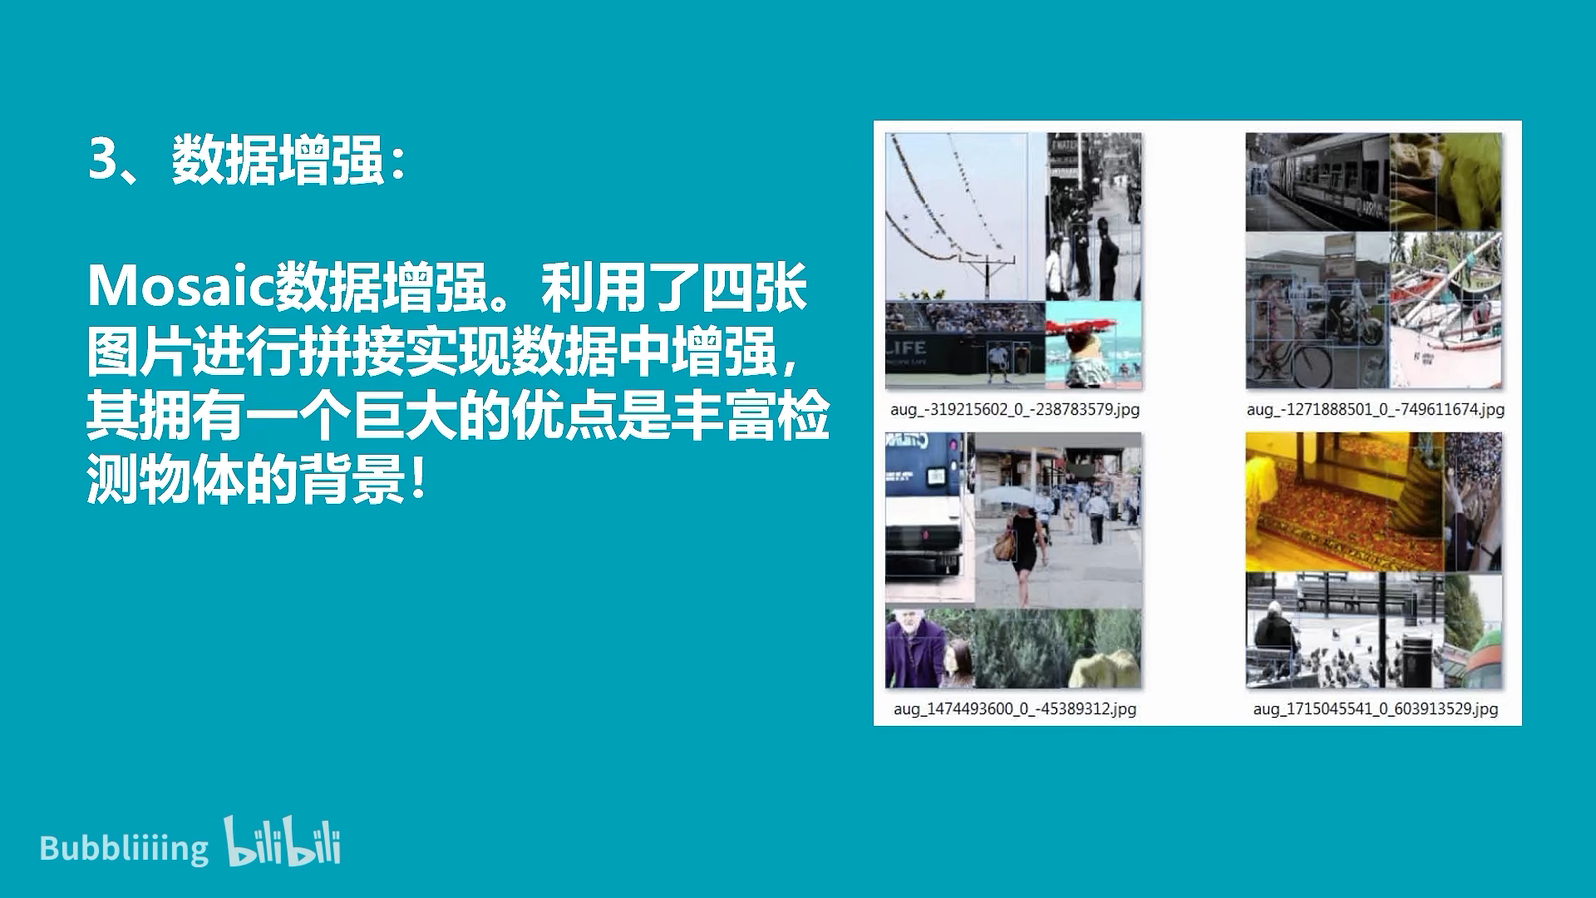 3、数据增强：
Mosaic数据增强。利用了四张
图片进行拼接实现数据中增强，
其拥有一个巨大的优点是丰富检
测物体的背景！
LIFE
aug_-319215602_0_-238783579.jpg
aug_-1271888501_0_-749611674.jpg
aug_1474493600_0_-45389312.jpg
aug_1715045541_0_603913529.jpg
Bubbliiiing bilibili